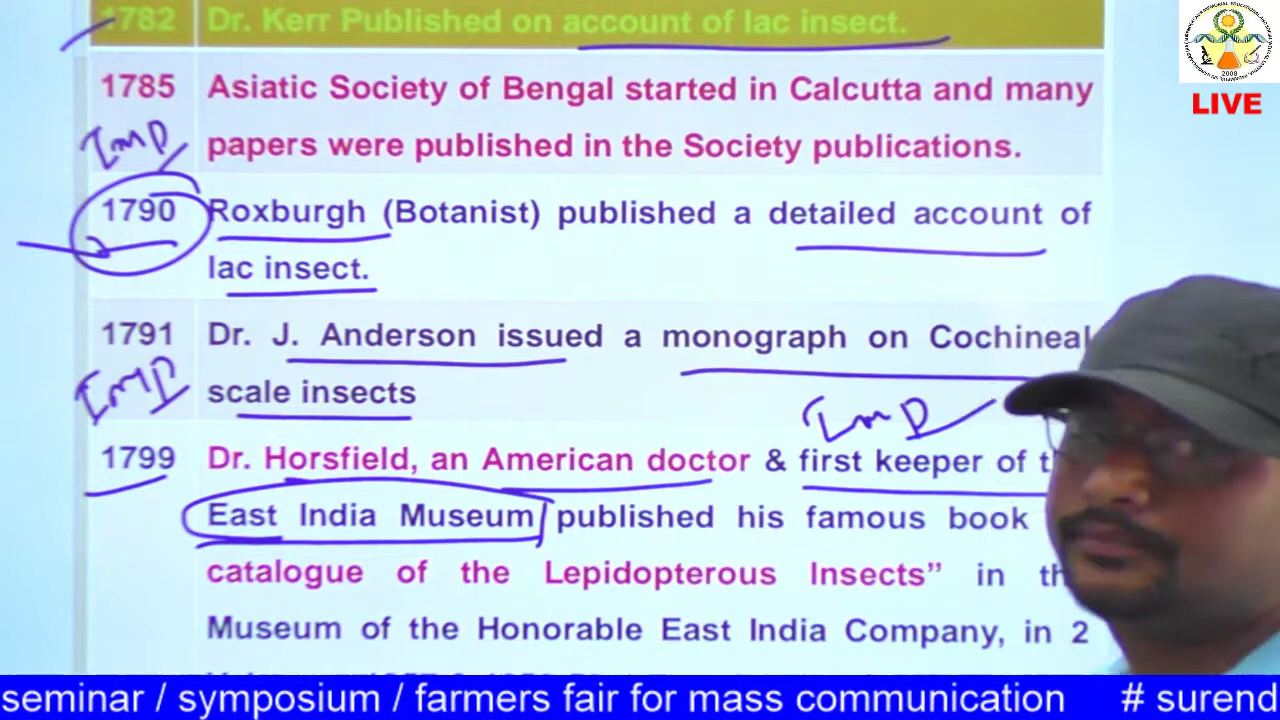 1782 Dr. Kerr Published on account of lac insect.
1785 Asiatic Society of Bengal started in Calcutta and many
papers were published in the Society publications.
Imp
1790 Roxburgh (Botanist) published a detailed account of
lac insect.
1791 Dr. J. Anderson issued a monograph on Cochineal
scale insects
Imp
Imp
1799 Dr. Horsfield, an American doctor & first keeper of
East India Museum published his famous book
catalogue of the Lepidopterous Insects” in
Museum of the Honorable East India Company, in 2
2008
LIVE
seminar / symposium / farmers fair for mass communication # surend